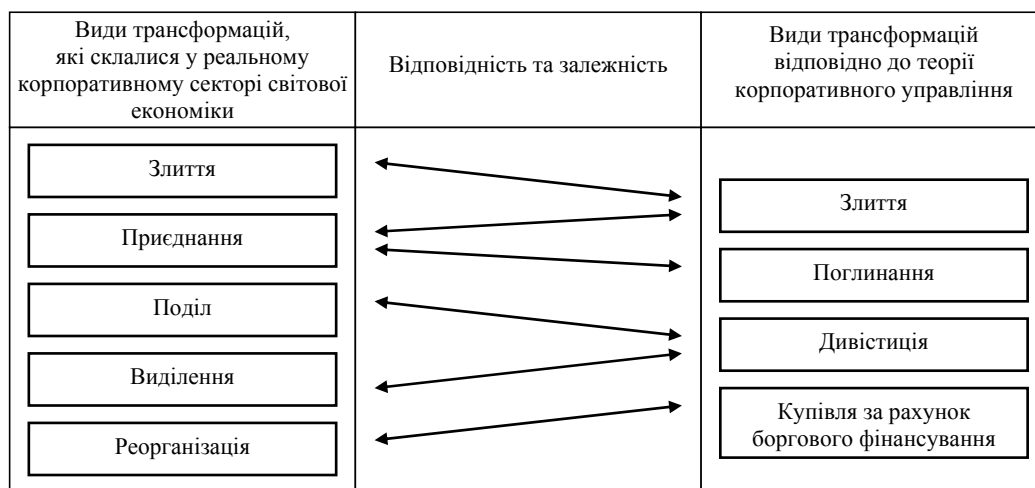 Види трансформацій,
які склалися у реальному
корпоративному секторі світової
економіки
Відповідність та залежність
Види трансформацій
відповідно до теорії
корпоративного управління
Злиття
Приєднання
Поділ
Виділення
Реорганізація
Злиття
Поглинання
Дивістиція
Купівля за рахунок
боргового фінансування